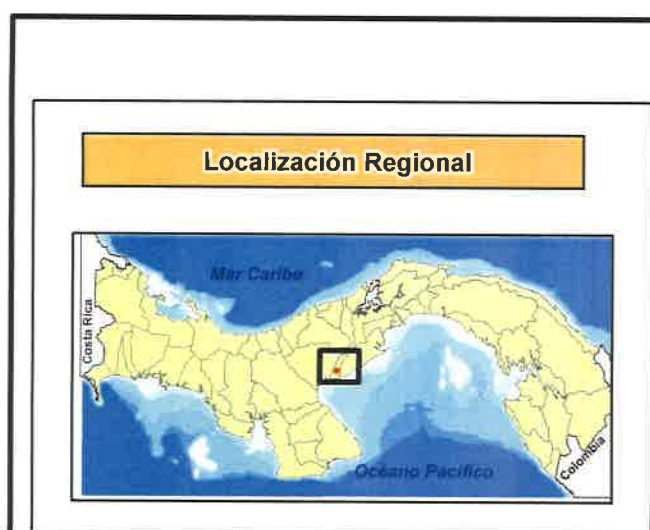 Localización Regional
Mar Caribe
Costa Rica
Océano Pacífico
Colombia